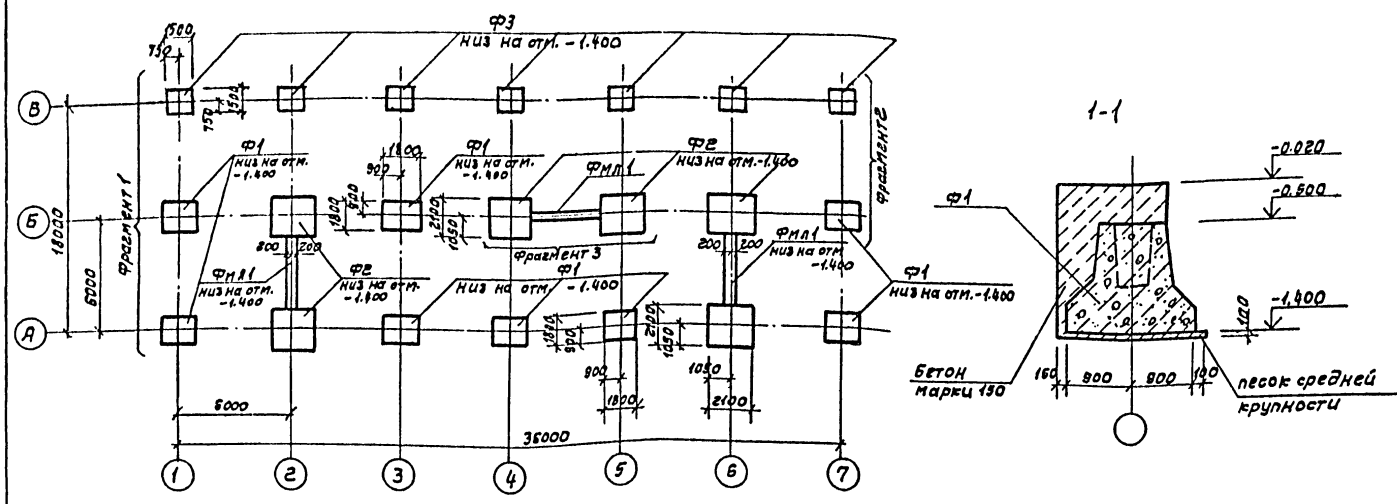 Ф3
низ на отм. -1.400
1500
750
1500
750
В
Фрагмент 1
Фрагмент 2
18000
6000
Ф1
низ на отм.
-1.400
1800
900
Ф1
низ на отм.
-1.400
Ф2
низ на отм. -1.400
Фмл1
1800
900
2100
1050
Б
200 200
Фрагмент 3
200 200
Фмл1
низ на отм.
-1.400
Фмл1
низ на отм.
-1.400
Ф2
низ на отм.
-1.400
Ф1
низ на отм. -1.400
Ф1
низ на отм. -1.400
А
1800
900
2100
1050
900
1800
1050
2100
6000
36000
1 2 3 4 5 6 7
1-1
-0.020
-0.500
Ф1
-1,400
100
Бетон
марки 150
900 900 100
песок средней
крупности